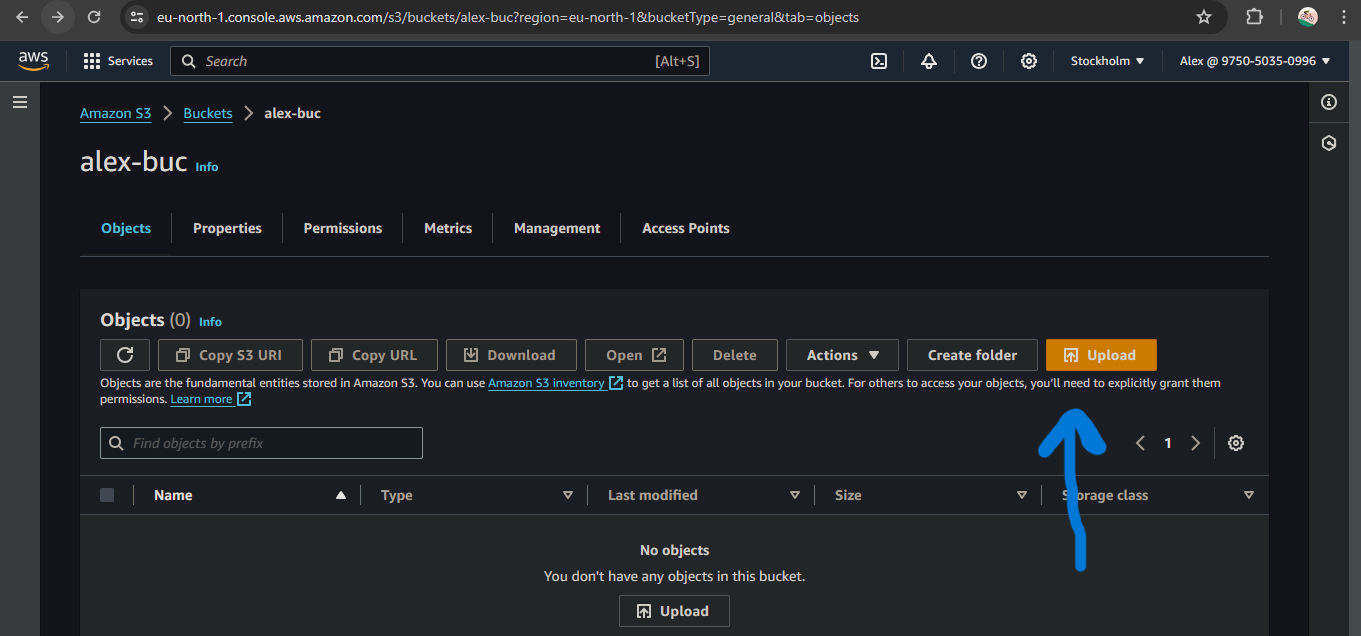 eu-north-1.console.aws.amazon.com/s3/buckets/alex-buc?region=eu-north-1&bucketType=general&tab=objects
aws Services Search [Alt+S] Stockholm Alex @ 9750-5035-0996
Amazon S3 Buckets alex-buc
alex-buc Info
Objects Properties Permissions Metrics Management Access Points
Objects (0) Info
Copy S3 URI Copy URL Download Open Delete Actions Create folder Upload
Objects are the fundamental entities stored in Amazon S3. You can use Amazon S3 inventory to get a list of all objects in your bucket. For others to access your objects, you'll need to explicitly grant them
permissions. Learn more
Find objects by prefix 1
Name Type Last modified Size Storage class
No objects
You don't have any objects in this bucket.
Upload